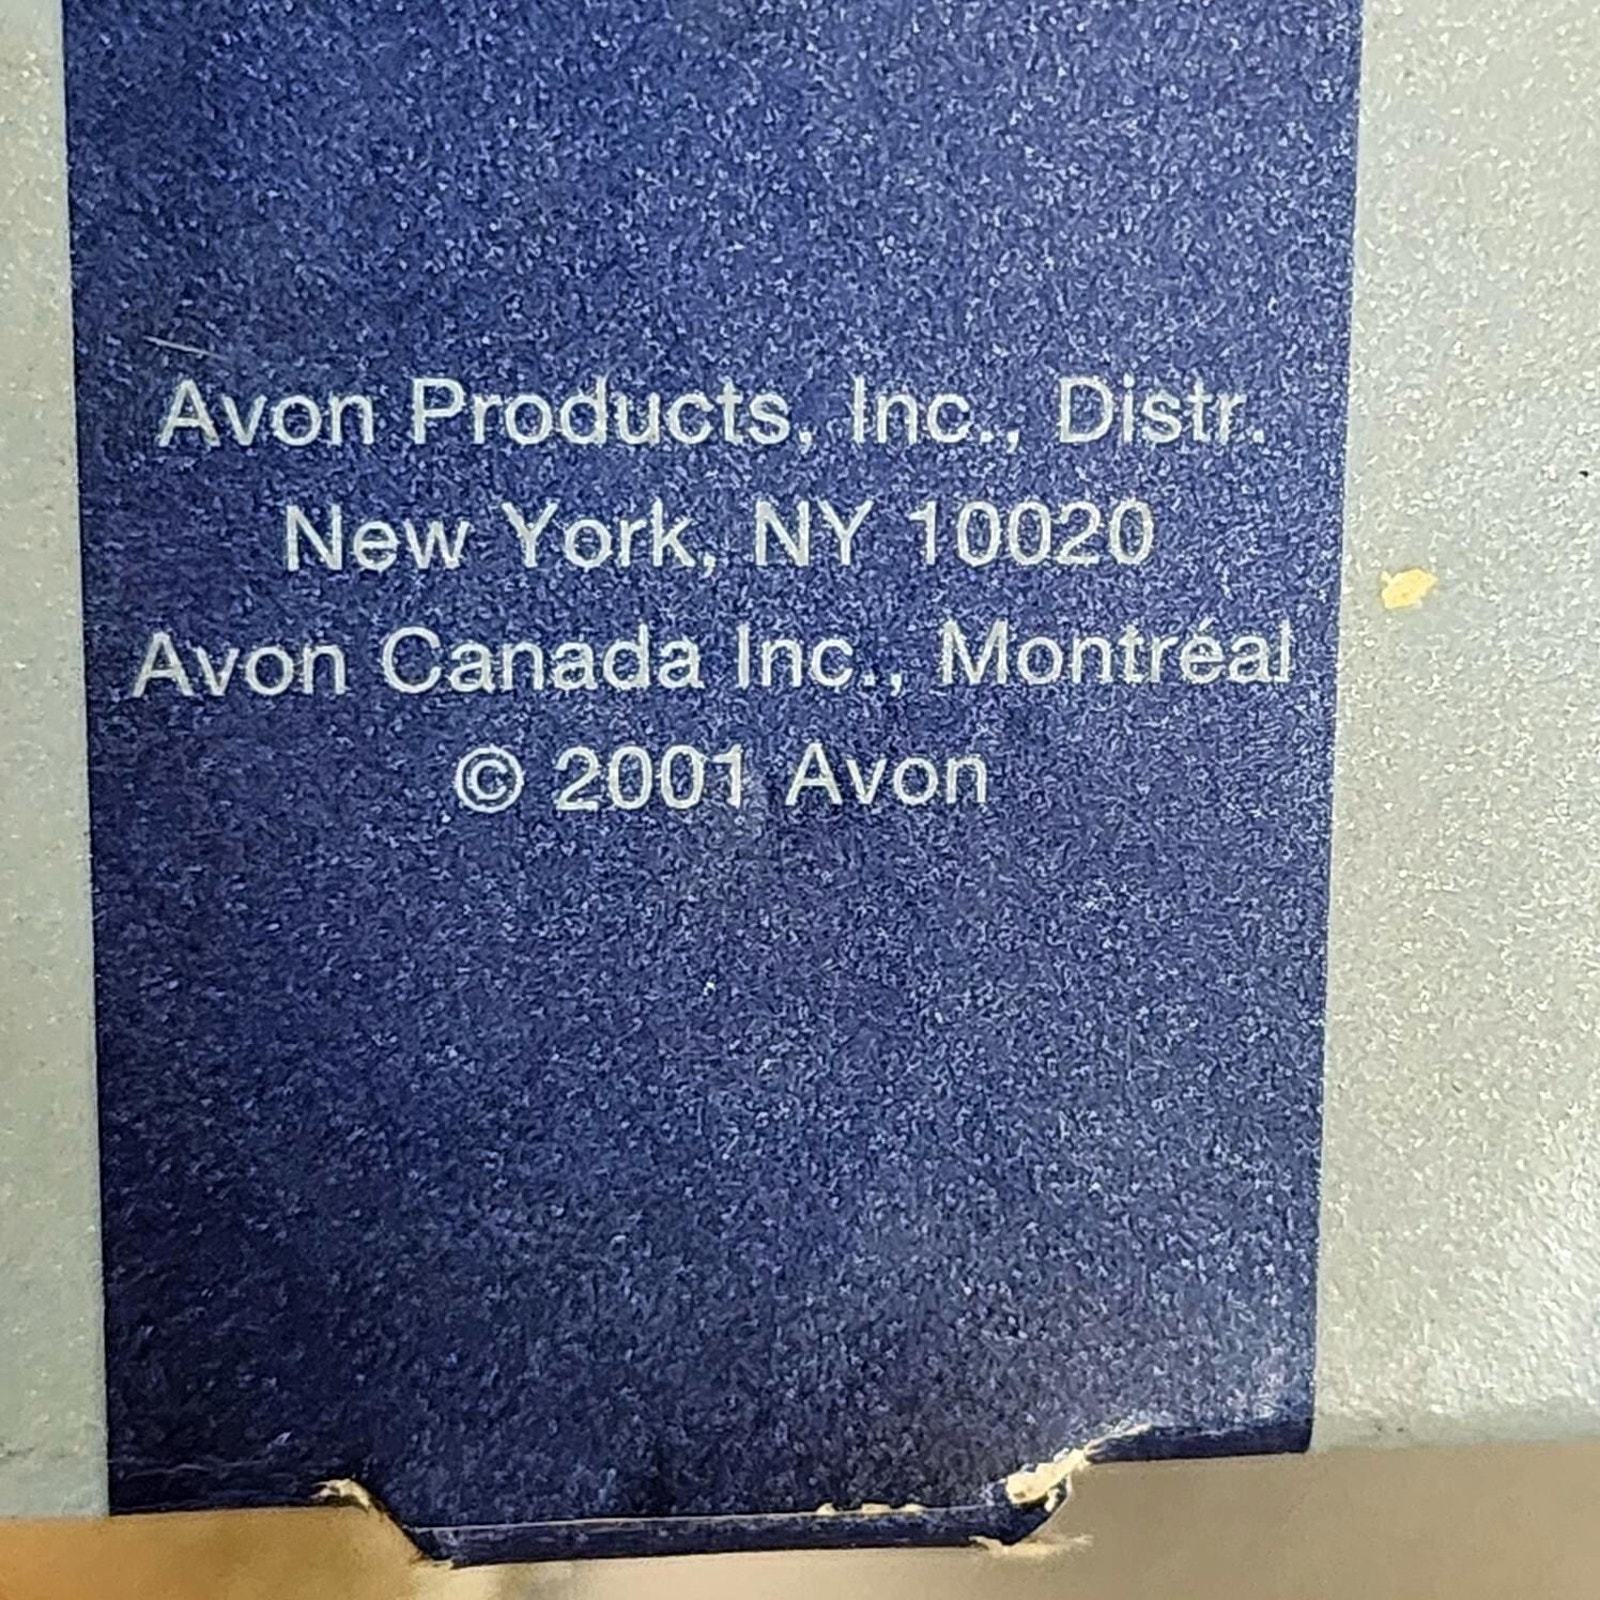 Avon Products, Inc., Distr.
New York, NY 10020
Avon Canada Inc., Montréal
© 2001 Avon